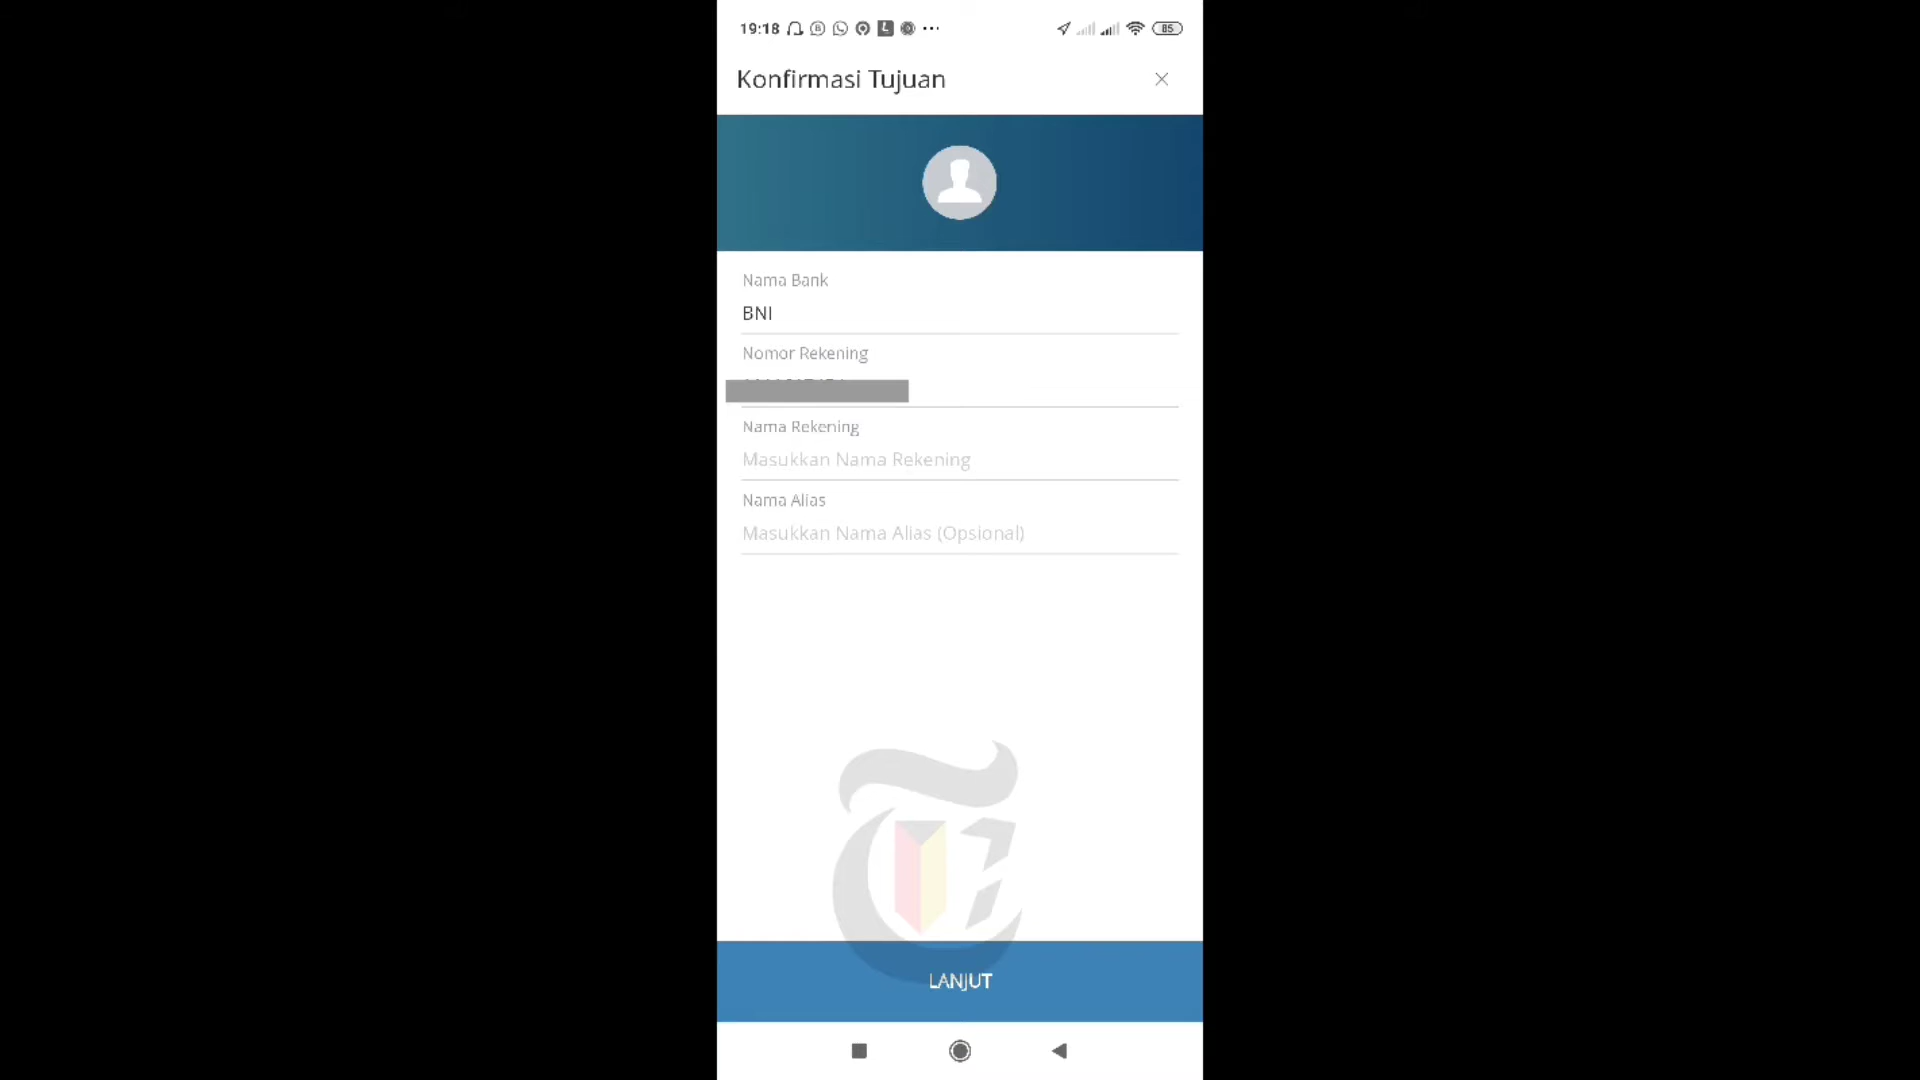 19:18
85
Konfirmasi Tujuan
Nama Bank
BNI
Nomor Rekening
Nama Rekening
Masukkan Nama Rekening
Nama Alias
Masukkan Nama Alias (Opsional)
LANJUT